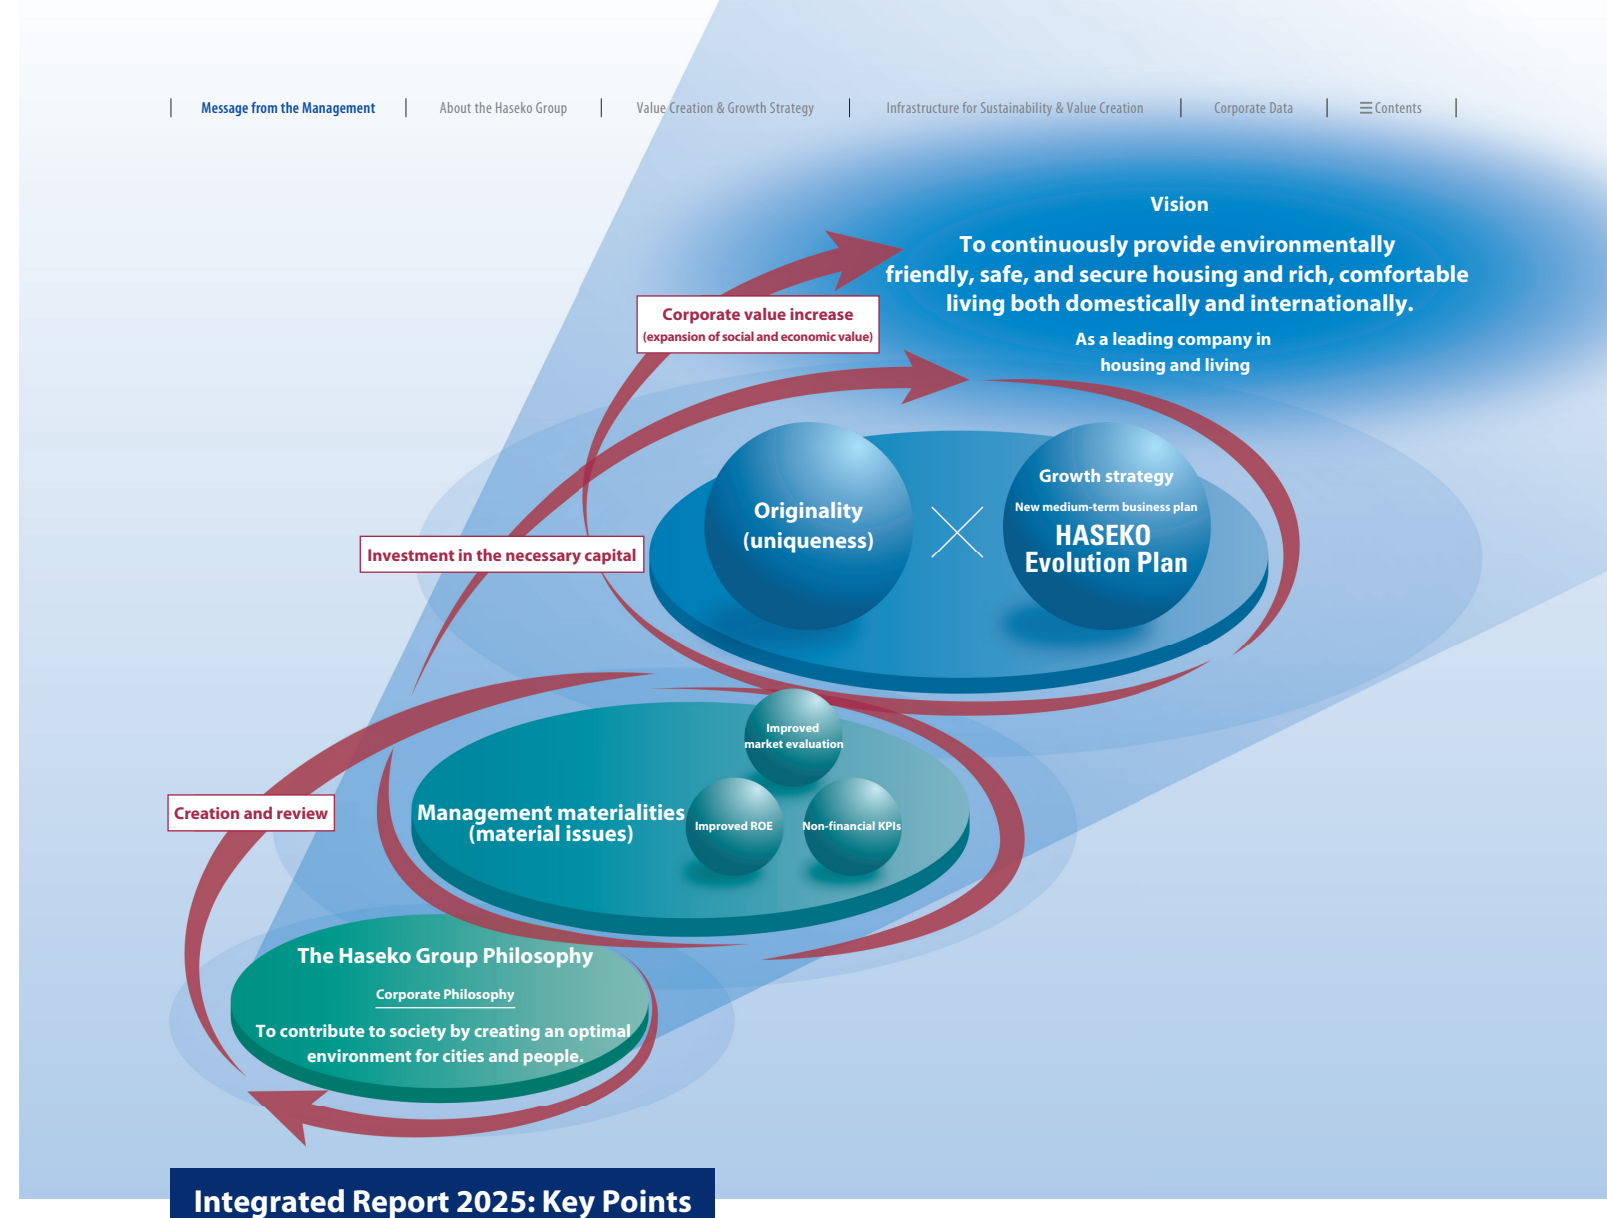 Message from the Management
About the Haseko Group
Value Creation & Growth Strategy
Infrastructure for Sustainability & Value Creation
Corporate Data
Contents
Vision
To continuously provide environmentally
friendly, safe, and secure housing and rich, comfortable
living both domestically and internationally.
As a leading company in
housing and living
Corporate value increase
(expansion of social and economic value)
Originality
(uniqueness)
Growth strategy
New medium-term business plan
HASEKO
Evolution Plan
Investment in the necessary capital
Improved
market evaluation
Management materialities
(material issues)
Improved ROE
Non-financial KPIs
Creation and review
The Haseko Group Philosophy
Corporate Philosophy
To contribute to society by creating an optimal
environment for cities and people.
Integrated Report 2025: Key Points